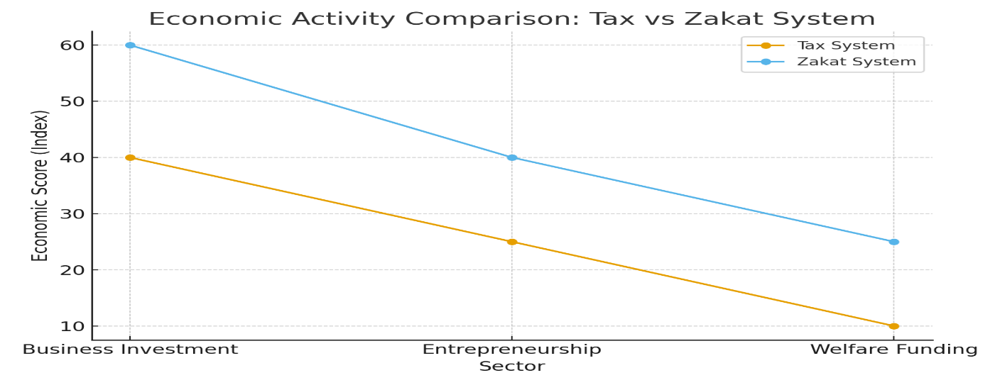 Economic Activity Comparison: Tax vs Zakat System
Tax System
Zakat System
Economic Score (Index)
60
50
40
30
20
10
Business Investment
Entrepreneurship
Welfare Funding
Sector